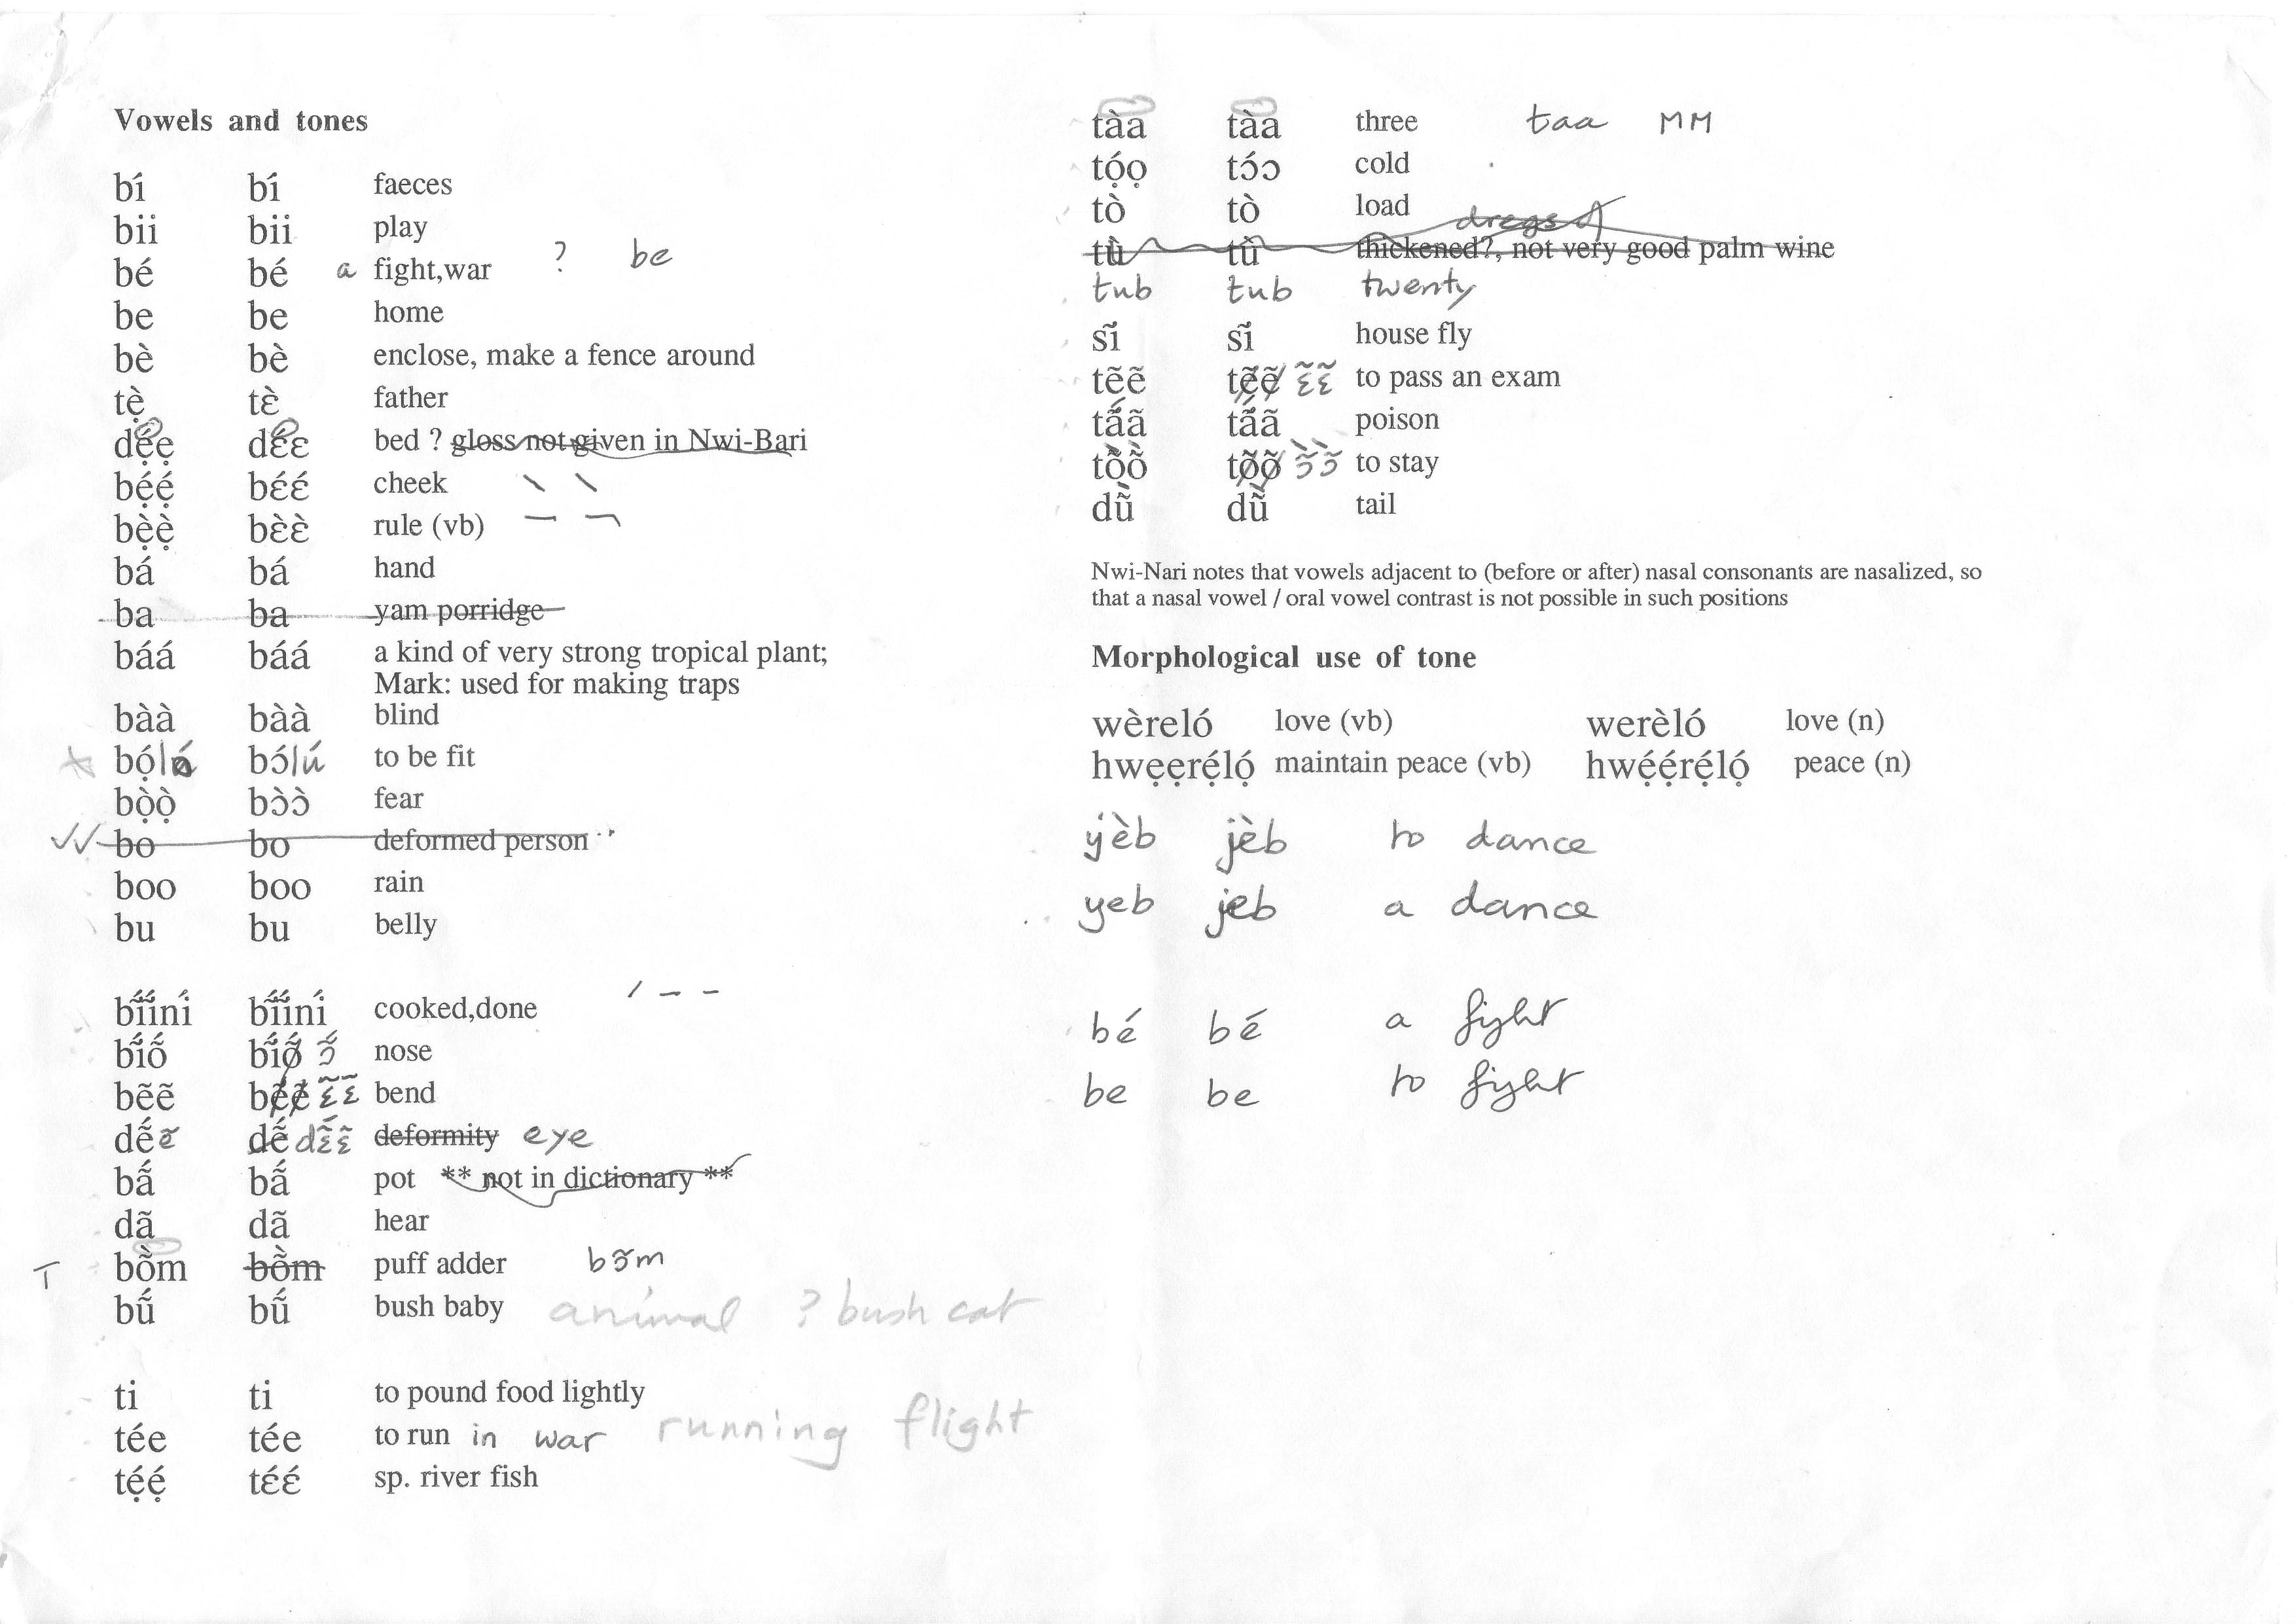 Vowels and tones
bí bí faeces
bii bii play
bé bé a fight,war ? be
be be home
bè bè enclose, make a fence around
tẹ̀ tɛ̀ father
dẹ́ẹ dɛ́ɛ bed ? gloss not given in Nwi-Bari
bẹ́ẹ́ bɛ́ɛ́ cheek \ \
bẹ̀ẹ̀ bɛ̀ɛ̀ rule (vb) – ¬
bá bá hand
ba ba yam porridge
báá báá a kind of very strong tropical plant;
Mark: used for making traps
bàà bàà blind
bọ́lú bɔ́lú to be fit
bọ̀ọ̀ bɔ̀ɔ̀ fear
bo bo deformed person
boo boo rain
bu bu belly
bĩ́ĩ́ní bĩ́ĩ́ní cooked,done / – –
bĩ́ṍ bĩ́ṍ ɔ̃́ nose
bẽẽ bẽẽ ɛ̃ɛ̃ bend
dẽ́ẽ dẽ́ dɛ̃́ɛ̃ deformity eye
bã́ bã́ pot ** not in dictionary **
dã dã hear
T bõ̀m bõ̀m puff adder bɔ̃m
bṹ bṹ bush baby animal ? bush cat
ti ti to pound food lightly
tée tée to run in war running flight
tẹ́ẹ́ tɛ́ɛ́ sp. river fish
tàa tàa three taa MM
tọ́ọ tɔ́ɔ cold
tò tò load
tù tù dregs of thickened?, not very good palm wine
tub tub twenty
sĩ́ sĩ́ house fly
tẽẽ tẽẽ ɛ̃ɛ̃ to pass an exam
tã́ã tã́ã poison
tõ̀õ̀ tõ̀õ̀ ɔ̃̀ɔ̃̀ to stay
dũ̀ dũ̀ tail
Nwi-Nari notes that vowels adjacent to (before or after) nasal consonants are nasalized, so
that a nasal vowel / oral vowel contrast is not possible in such positions
Morphological use of tone
wèreló love (vb) werèló love (n)
hwẹẹrẹ́lọ́ maintain peace (vb) hwẹ́ẹ́rẹ́lọ́ peace (n)
yèb jèb to dance
yeb jeb a dance
bé bé a fight
be be to fight